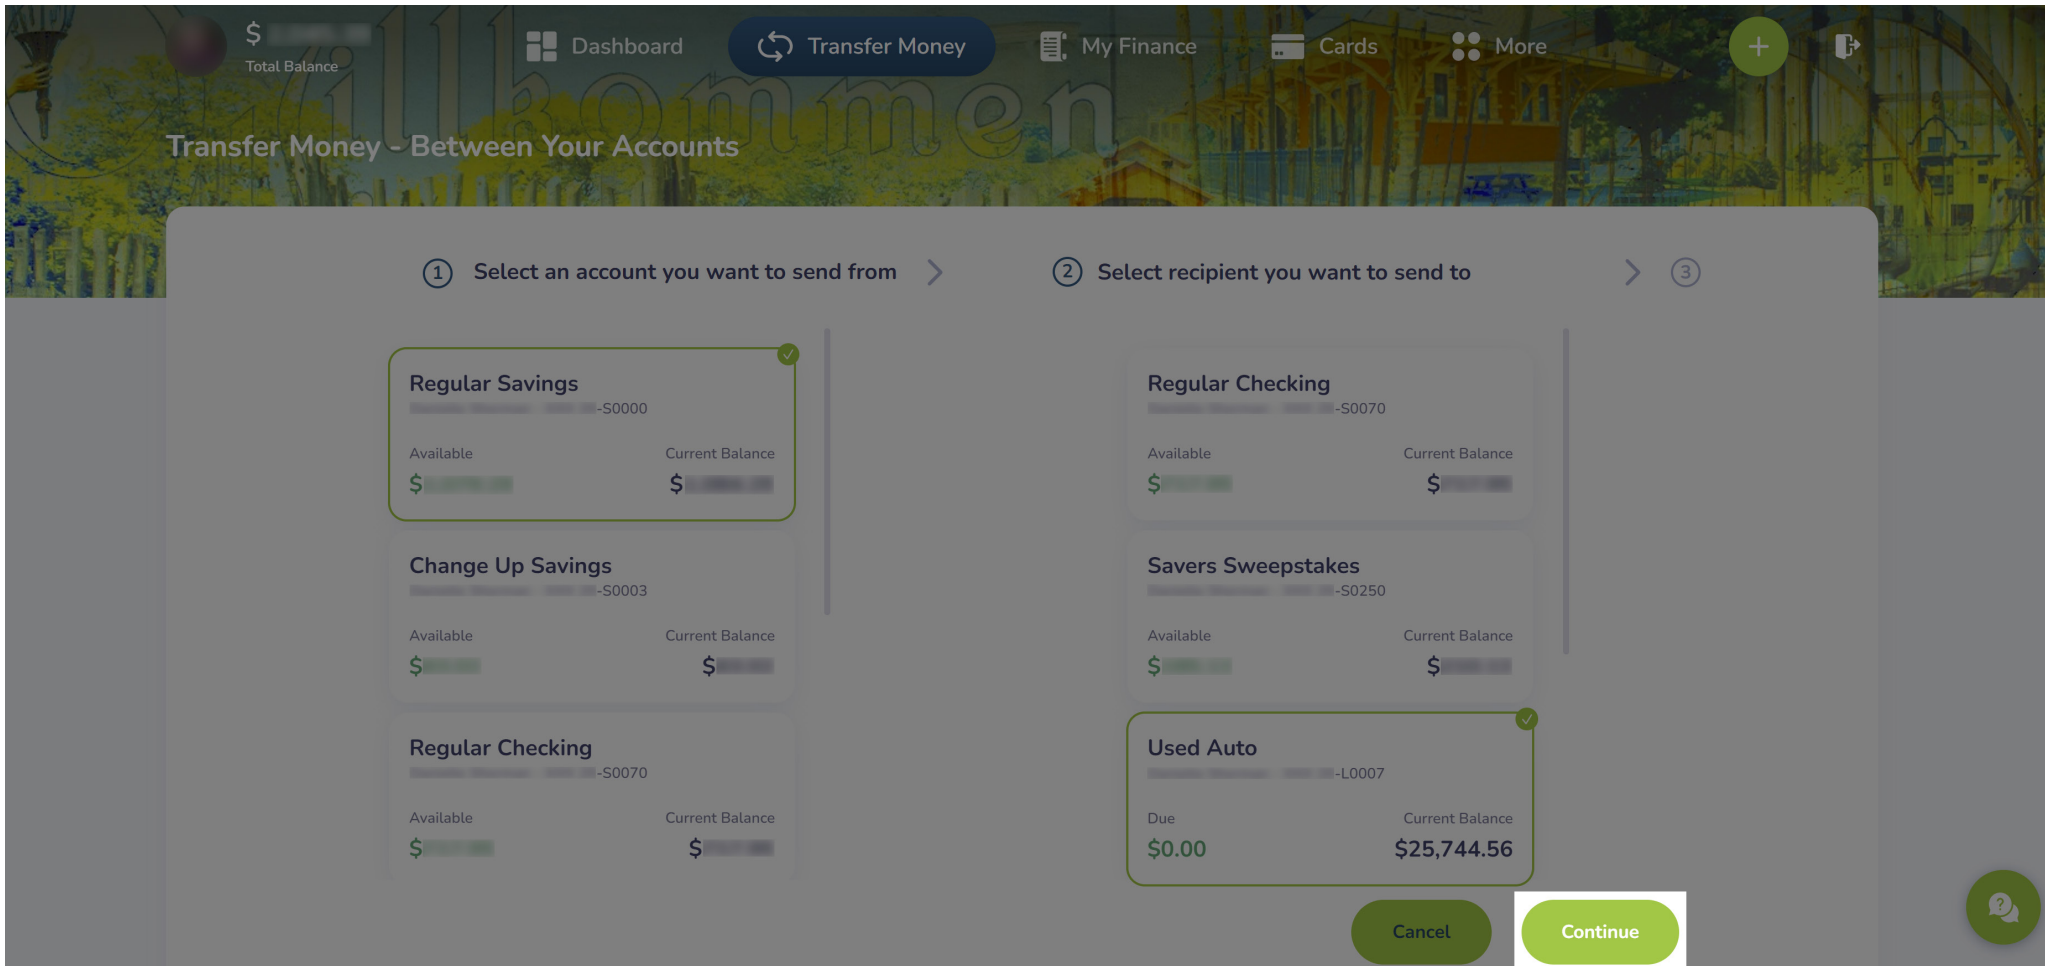 $
Total Balance
Dashboard
Transfer Money
My Finance
Cards
More
Willkommen
Transfer Money - Between Your Accounts
1 Select an account you want to send from
2 Select recipient you want to send to
3
Regular Savings
-S0000
Available Current Balance
$ $
Change Up Savings
-S0003
Available Current Balance
$ $
Regular Checking
-S0070
Available Current Balance
$ $
Regular Checking
-S0070
Available Current Balance
$ $
Savers Sweepstakes
-S0250
Available Current Balance
$ $
Used Auto
-L0007
Due Current Balance
$0.00 $25,744.56
Cancel
Continue